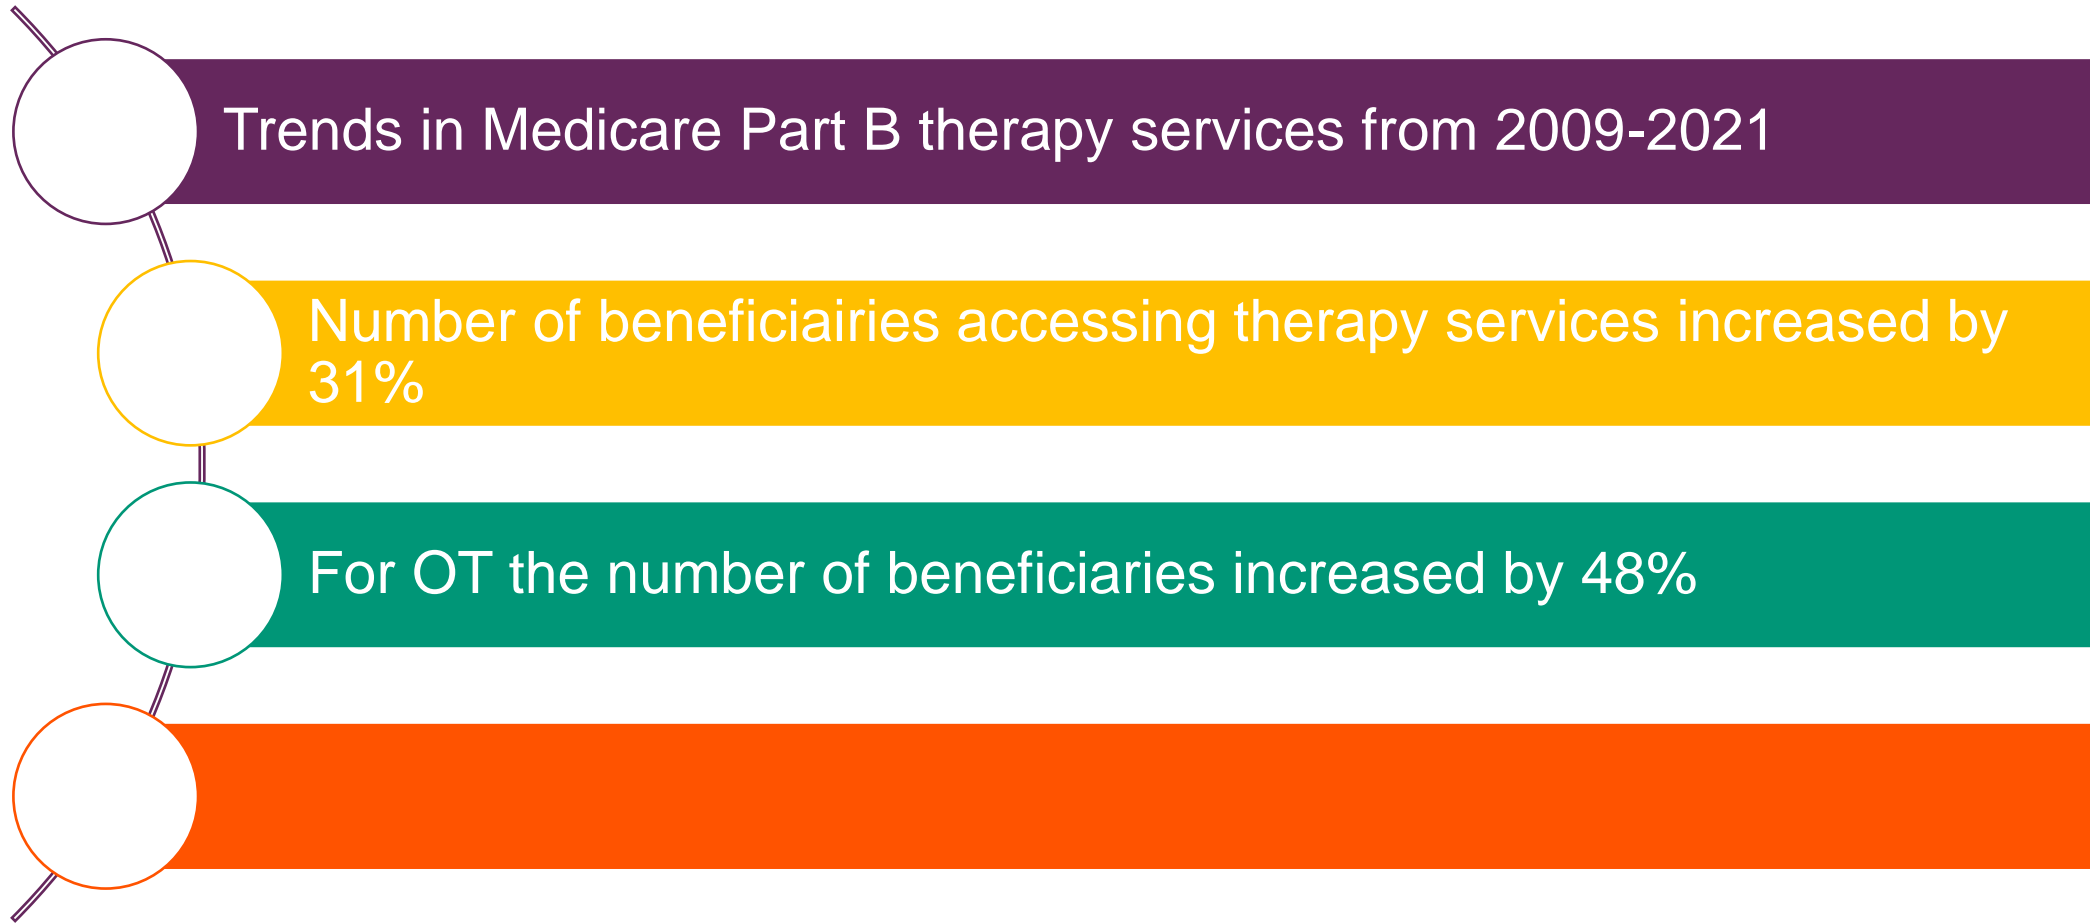 Trends in Medicare Part B therapy services from 2009-2021
Number of beneficiairies accessing therapy services increased by
31%
For OT the number of beneficiaries increased by 48%